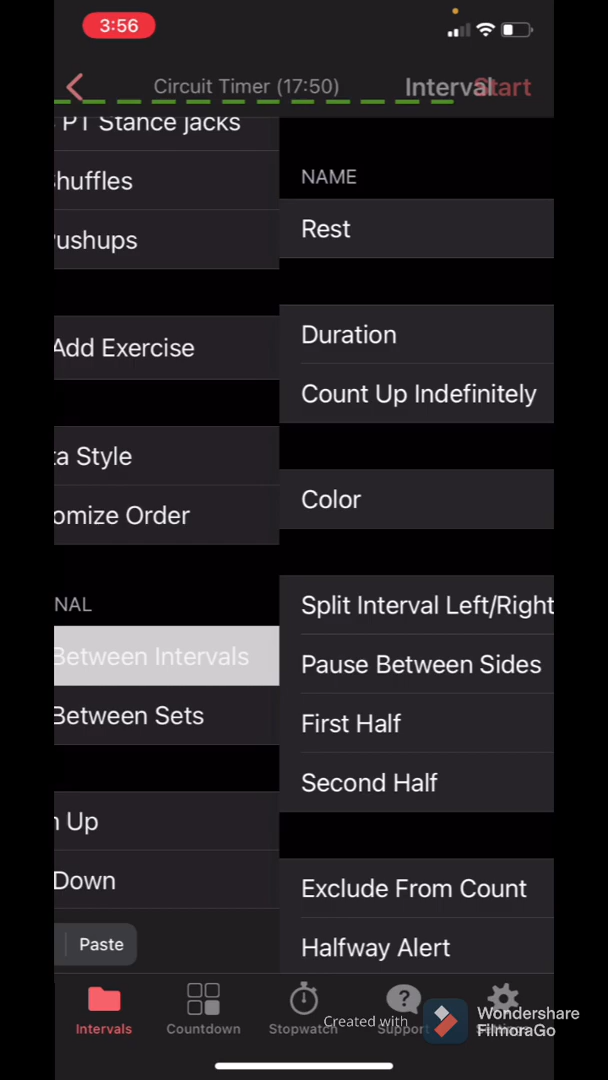 3:56
Circuit Timer (17:50)
Interval
Start
PT Stance Jacks
huffles
ushups
Add Exercise
a Style
omize Order
NAL
Between Intervals
Between Sets
Up
Down
Paste
NAME
Rest
Duration
Count Up Indefinitely
Color
Split Interval Left/Right
Pause Between Sides
First Half
Second Half
Exclude From Count
Halfway Alert
Intervals
Countdown
Stopwatch
Support
Created with
Wondershare
FilmoraGo